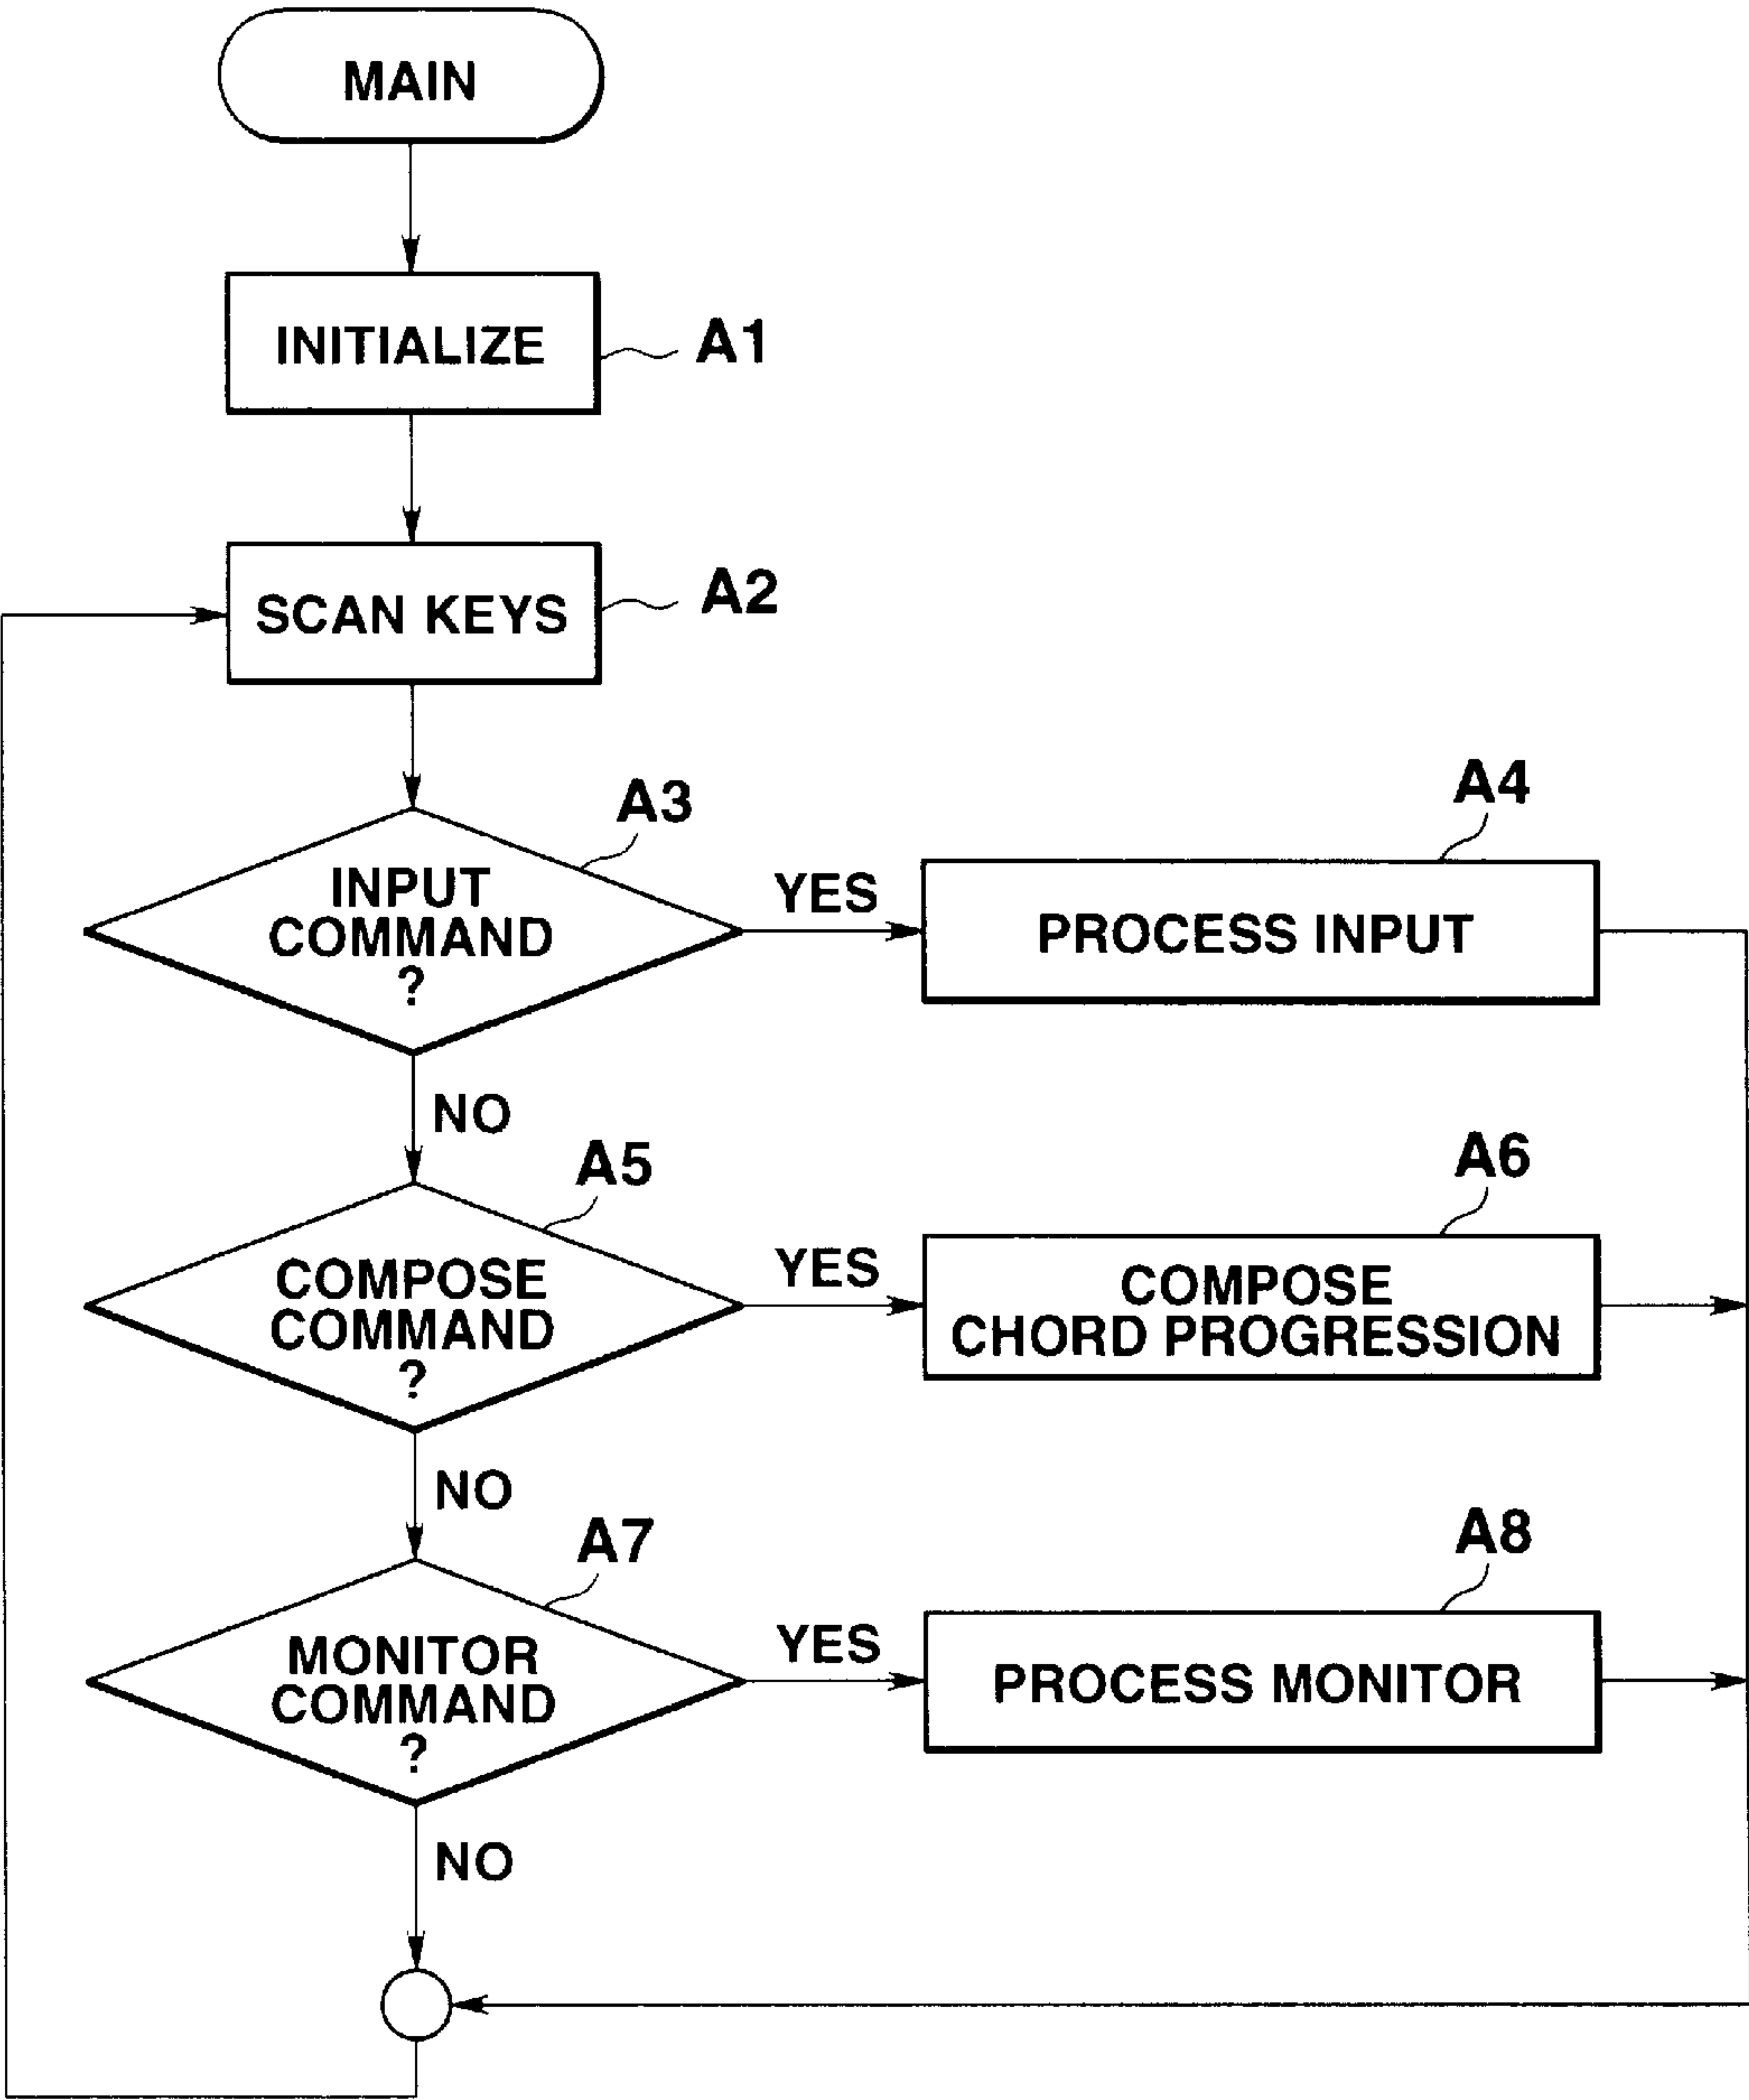 MAIN
INITIALIZE
A1
SCAN KEYS
A2
A3
INPUT
COMMAND
?
YES
A4
PROCESS INPUT
NO
A5
COMPOSE
COMMAND
?
YES
A6
COMPOSE
CHORD PROGRESSION
NO
A7
MONITOR
COMMAND
?
YES
A8
PROCESS MONITOR
NO